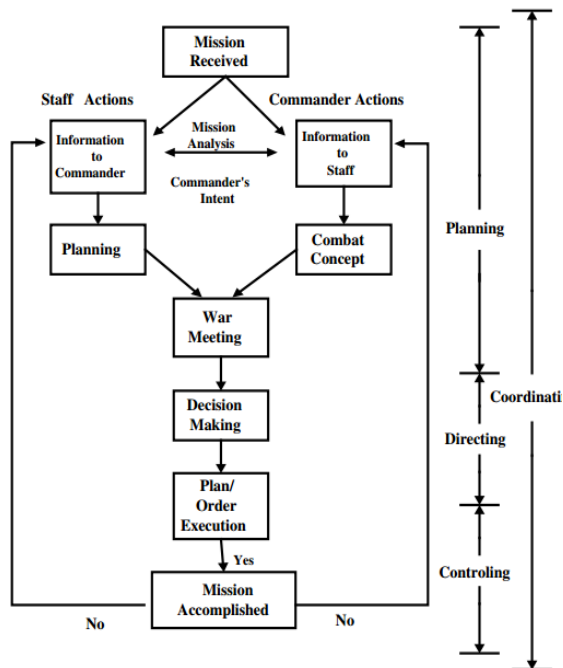 Mission
Received
Staff Actions
Commander Actions
Information
to
Commander
Mission
Analysis
Commander's
Intent
Information
to
Staff
Planning
Combat
Concept
War
Meeting
Decision
Making
Plan/
Order
Execution
Yes
Mission
Accomplished
No
No
Planning
Coordinati
Directing
Controling